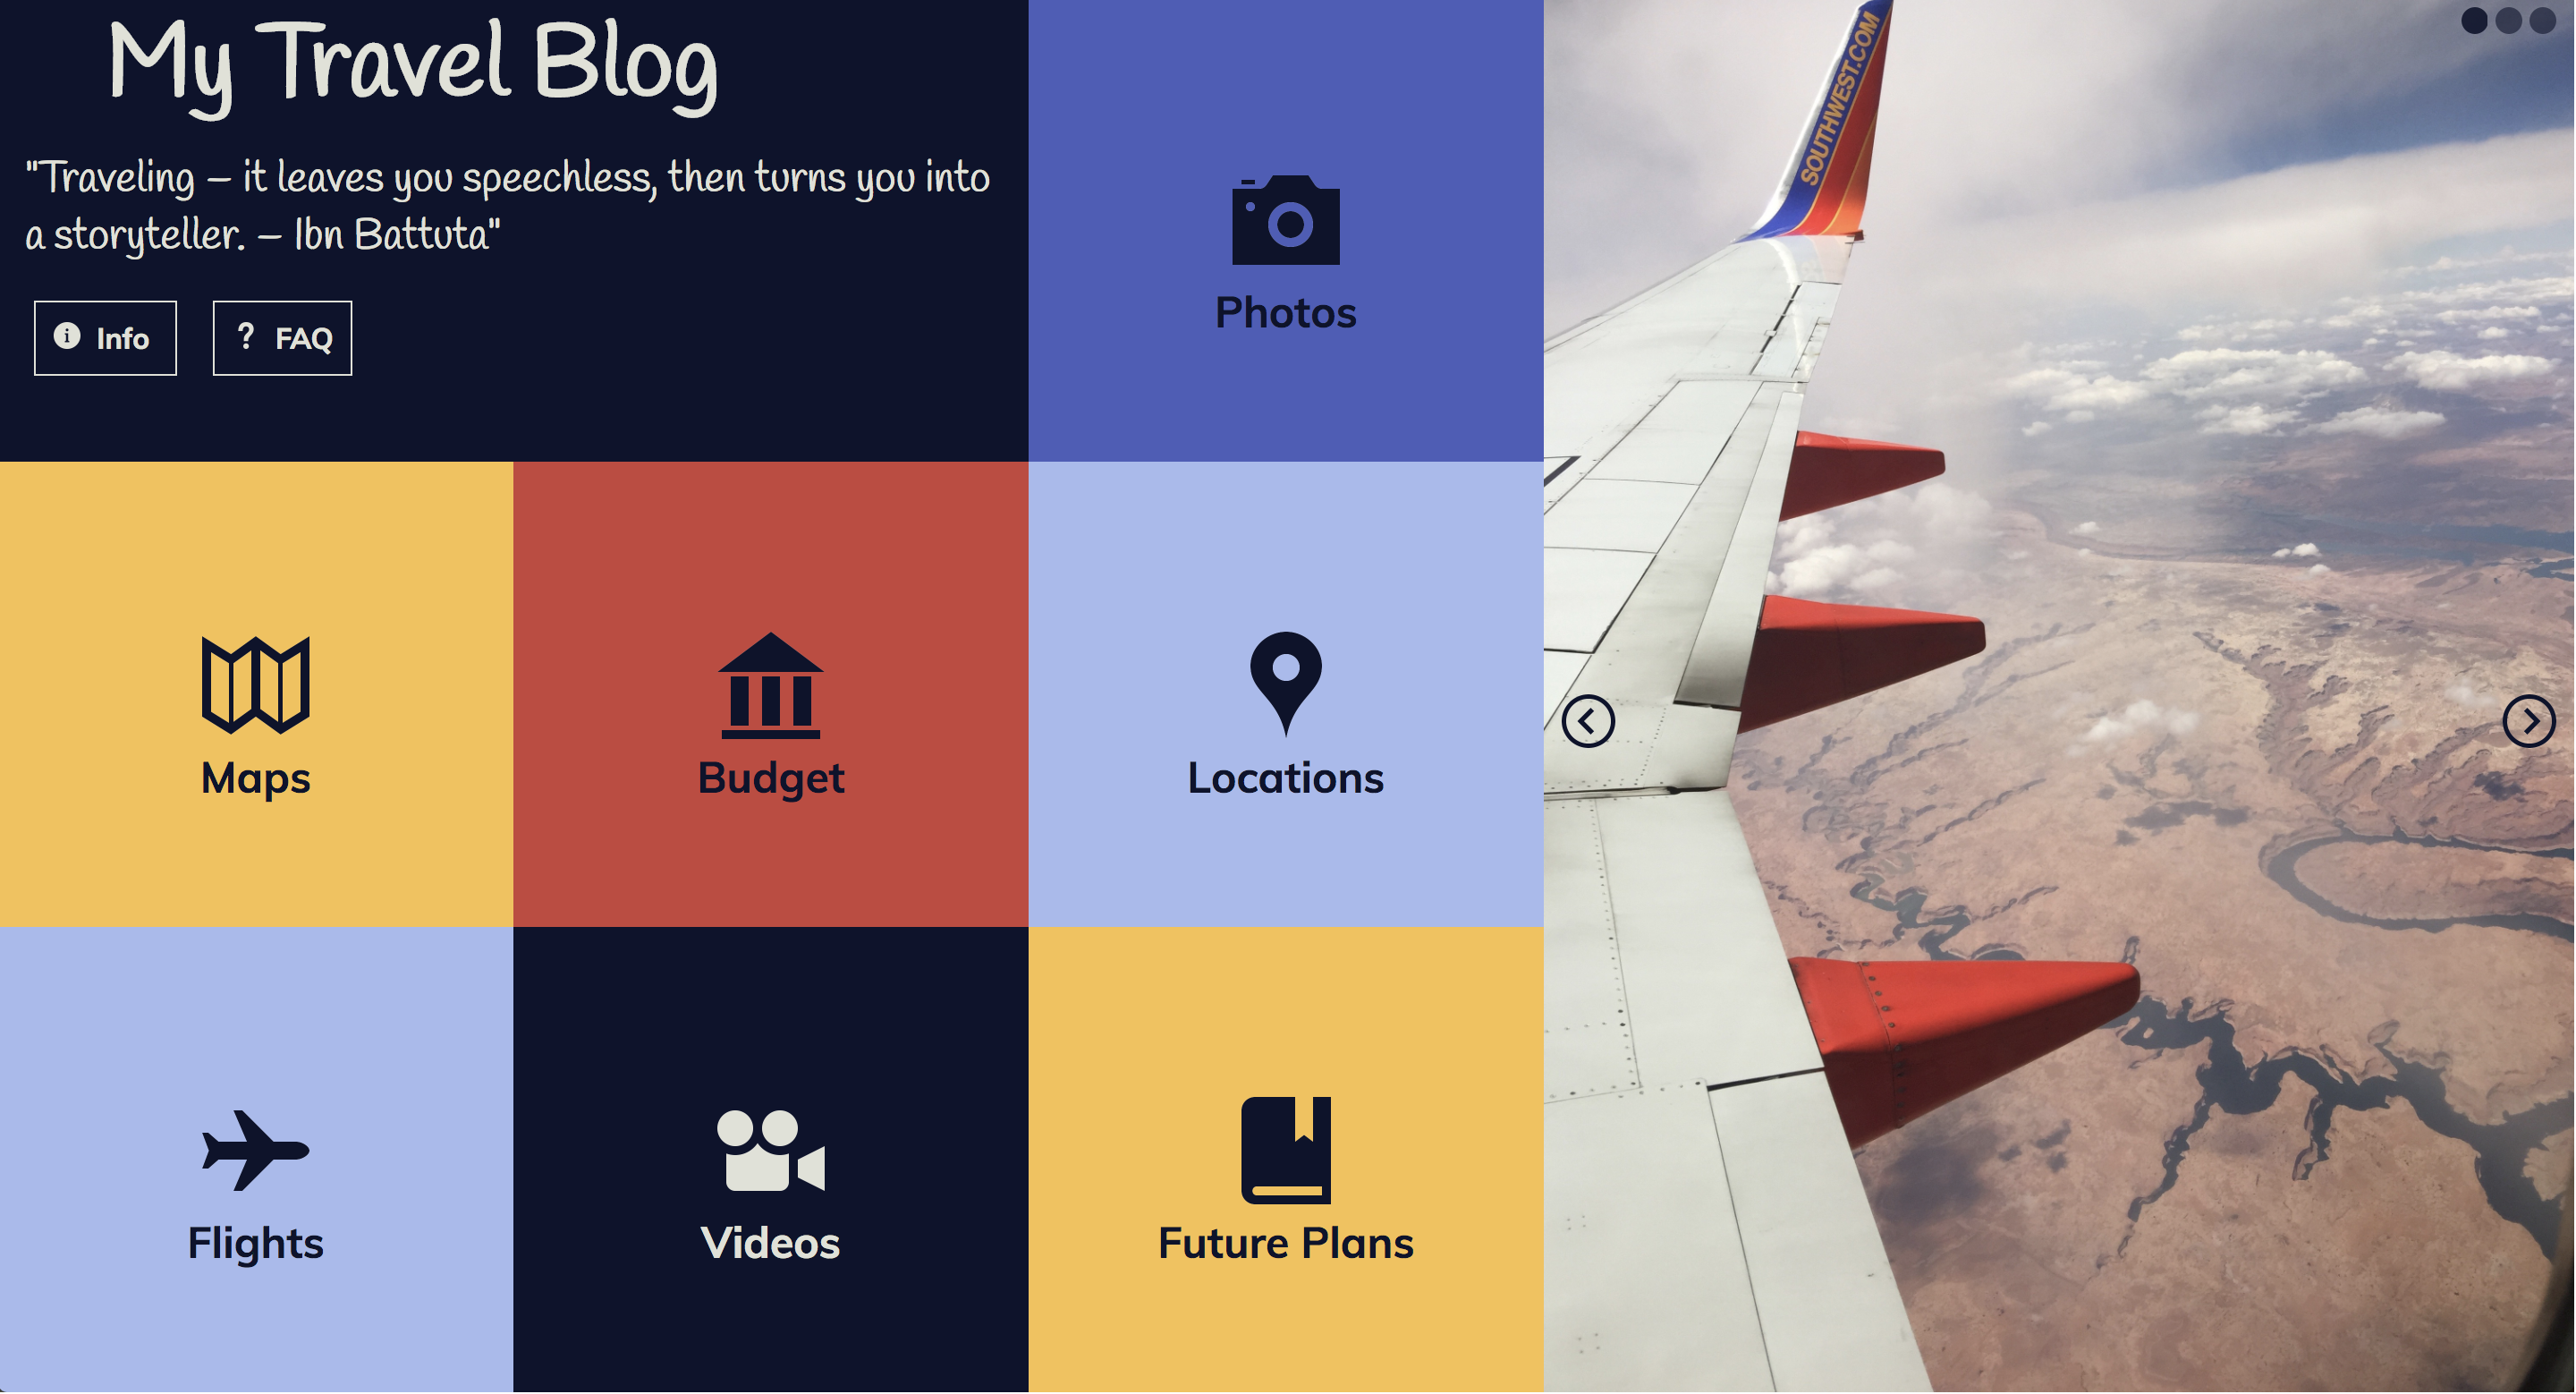 My Travel Blog
"Traveling – it leaves you speechless, then turns you into
a storyteller. – Ibn Battuta"
i Info
? FAQ
Photos
SOUTHWEST.COM
Maps
Budget
Locations
Flights
Videos
Future Plans